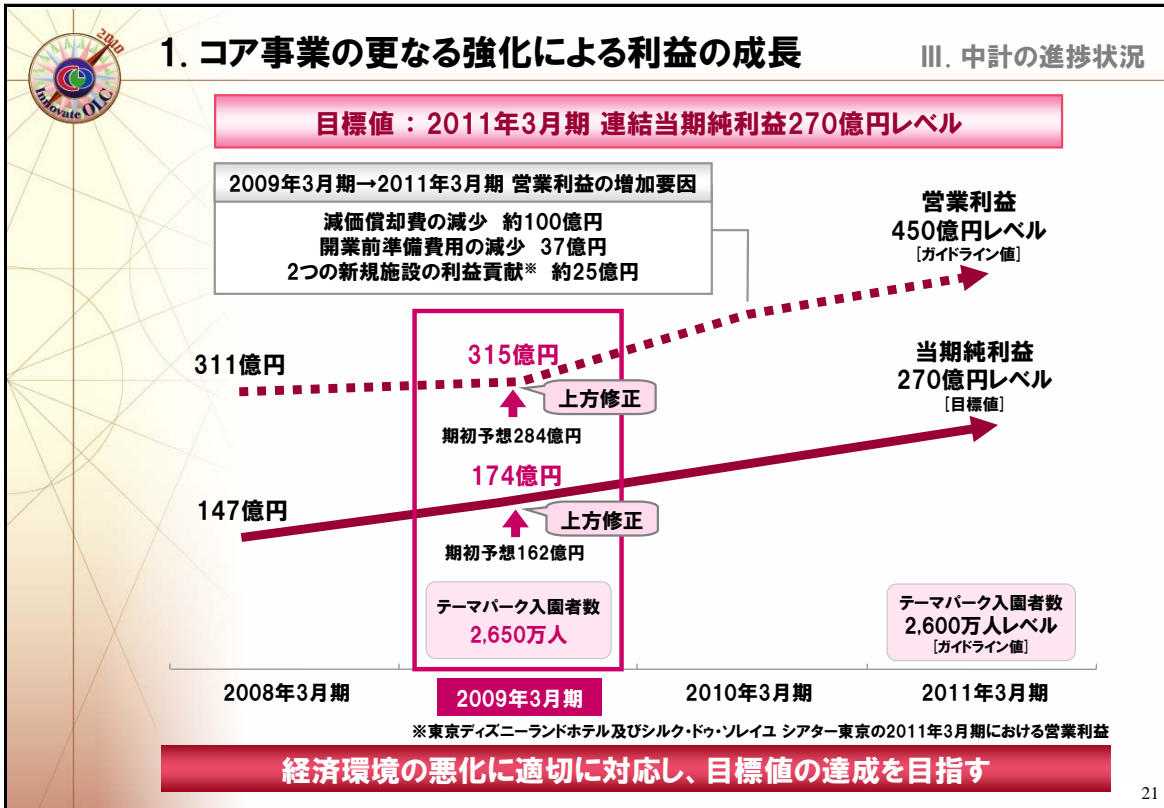 2010
Innovate OLC
1. コア事業の更なる強化による利益の成長
Ⅲ. 中計の進捗状況
目標値 : 2011年3月期 連結当期純利益270億円レベル
2009年3月期→2011年3月期 営業利益の増加要因
減価償却費の減少 約100億円
開業前準備費用の減少 37億円
2つの新規施設の利益貢献※ 約25億円
営業利益
450億円レベル
[ガイドライン値]
311億円
315億円
上方修正
期初予想284億円
当期純利益
270億円レベル
[目標値]
147億円
174億円
上方修正
期初予想162億円
テーマパーク入園者数
2,650万人
テーマパーク入園者数
2,600万人レベル
[ガイドライン値]
2008年3月期
2009年3月期
2010年3月期
2011年3月期
※東京ディズニーランドホテル及びシルク・ドゥ・ソレイユ シアター東京の2011年3月期における営業利益
経済環境の悪化に適切に対応し、目標値の達成を目指す
21